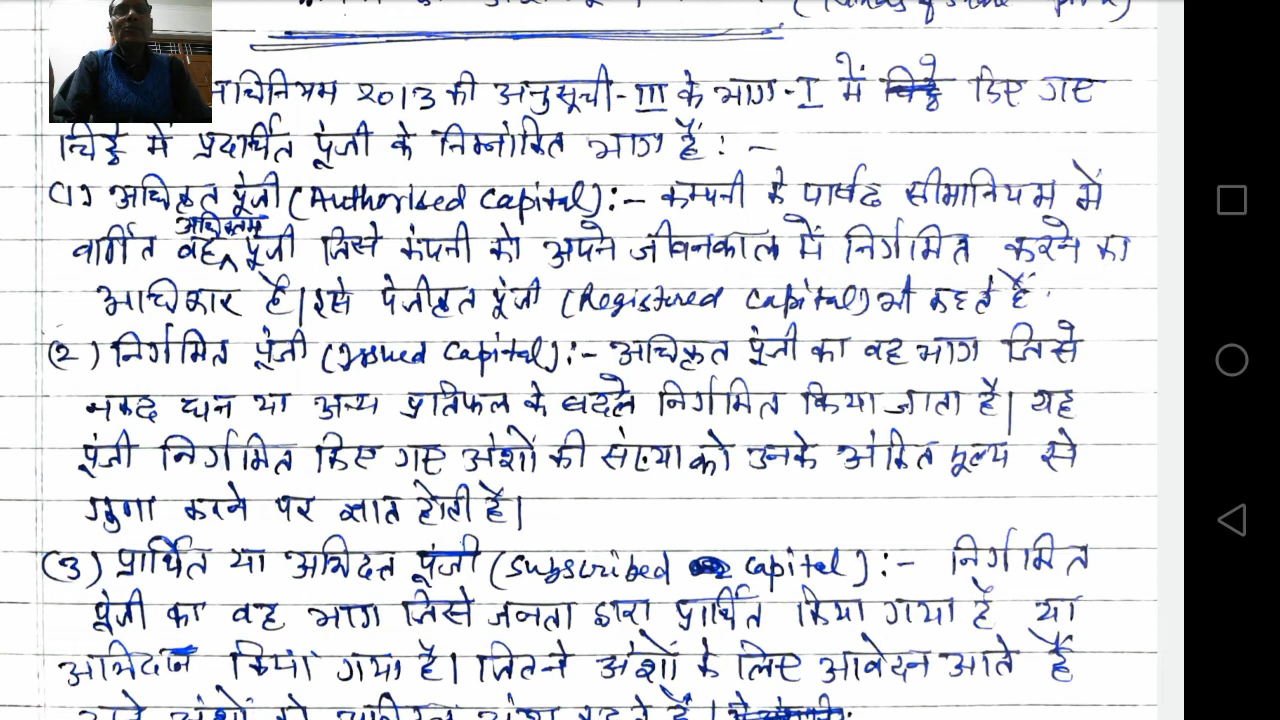 धिनियम 2013 की अनुसूची-III के भाग-I में दिए गए
चिट्ठे में प्रदर्शित पूंजी के निम्नांकित भाग हैं : -
(1) अधिकृत पूंजी (Authorised Capital) :- कम्पनी के पार्षद सीमानियम में
वर्णित वह अधिकतम पूंजी जिसे कंपनी को अपने जीवनकाल में निर्गमित करने का
अधिकार है। इसे पंजीकृत पूंजी (Registered Capital) भी कहते हैं
(2) निर्गमित पूंजी (Issued Capital) :- अधिकृत पूंजी का वह भाग जिसे
नकद धन या अन्य प्रतिफल के बदले निर्गमित किया जाता है। यह
पूंजी निर्गमित किए गए अंशों की संख्या को उनके अंकित मूल्य से
गुणा करने पर ज्ञात होती है।
(3) प्रार्थित या अभिदत्त पूंजी (Subscribed Capital) :- निर्गमित
पूंजी का वह भाग जिसे जनता द्वारा प्रार्थित किया गया है या
अभिदान किया गया है। जितने अंशों के लिए आवेदन आते हैं